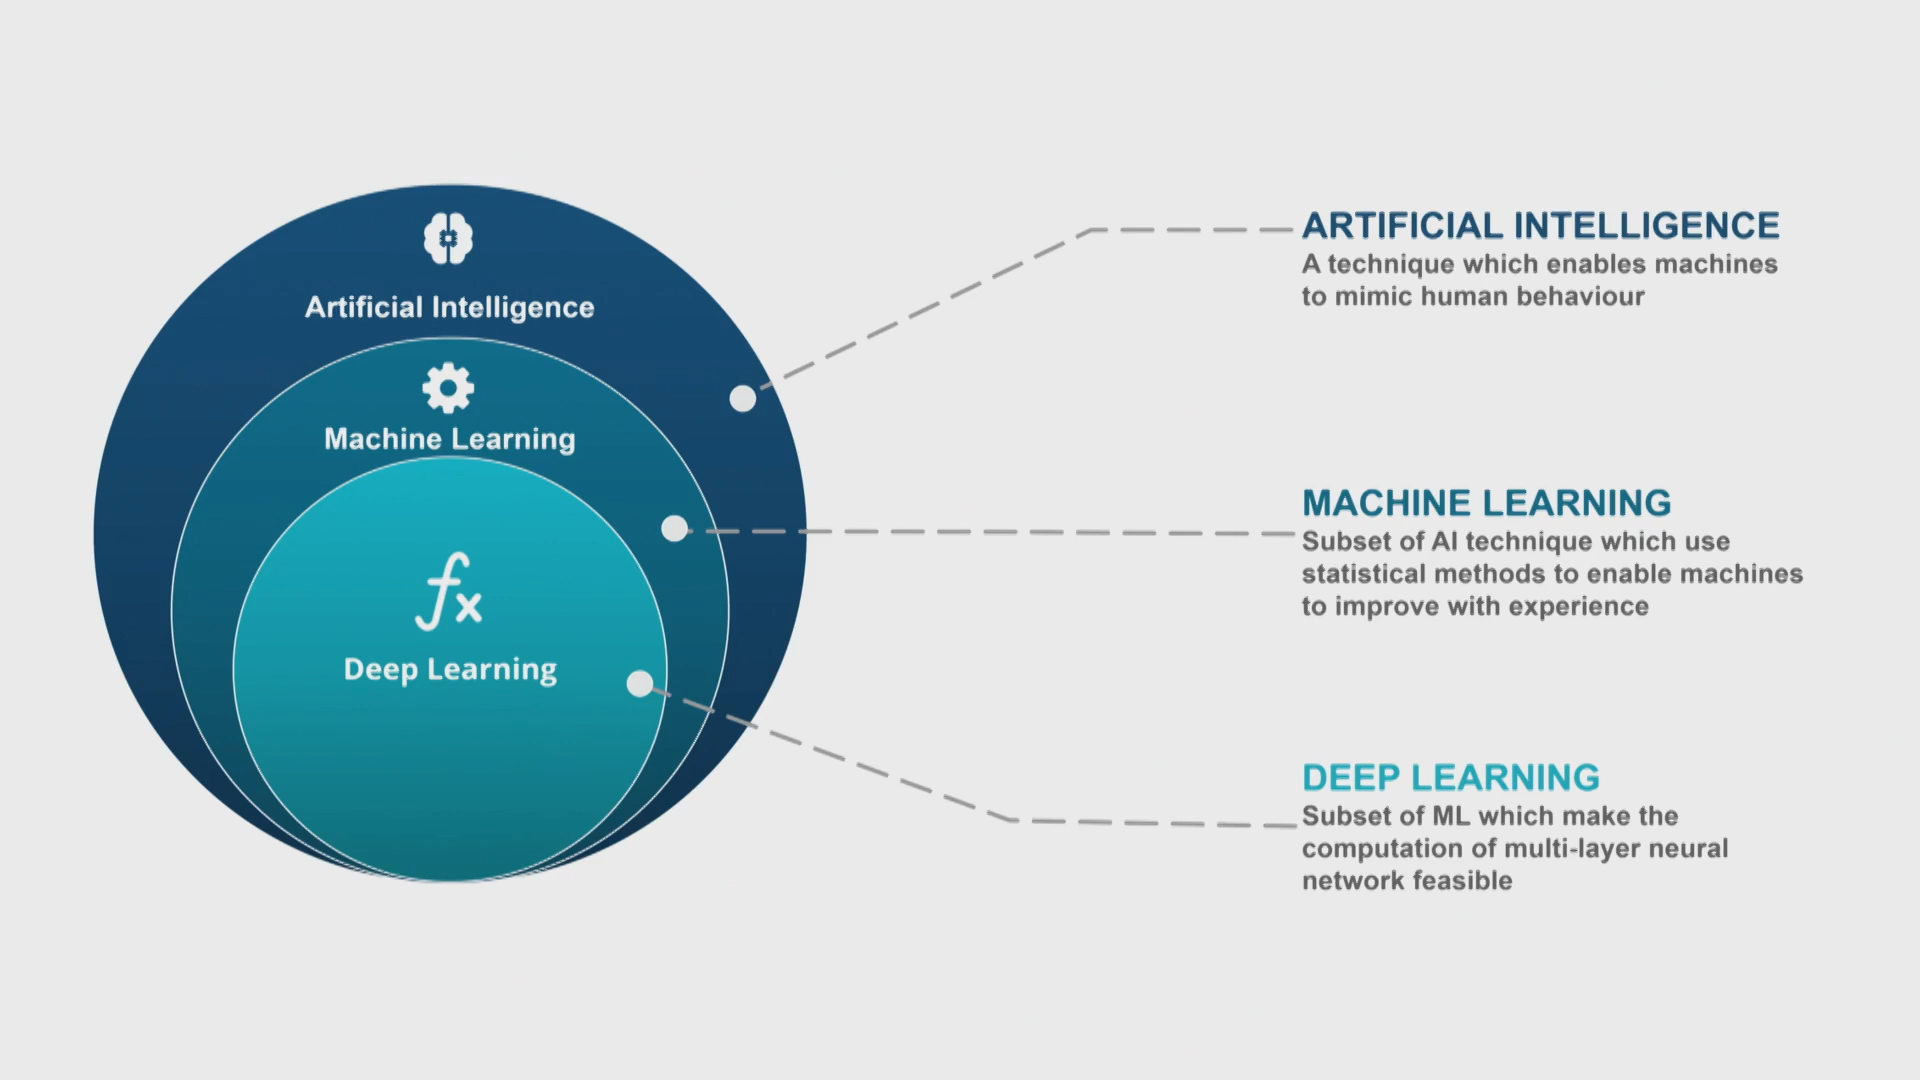 Artificial Intelligence
Machine Learning
fx
Deep Learning
ARTIFICIAL INTELLIGENCE
A technique which enables machines
to mimic human behaviour
MACHINE LEARNING
Subset of AI technique which use
statistical methods to enable machines
to improve with experience
DEEP LEARNING
Subset of ML which make the
computation of multi-layer neural
network feasible